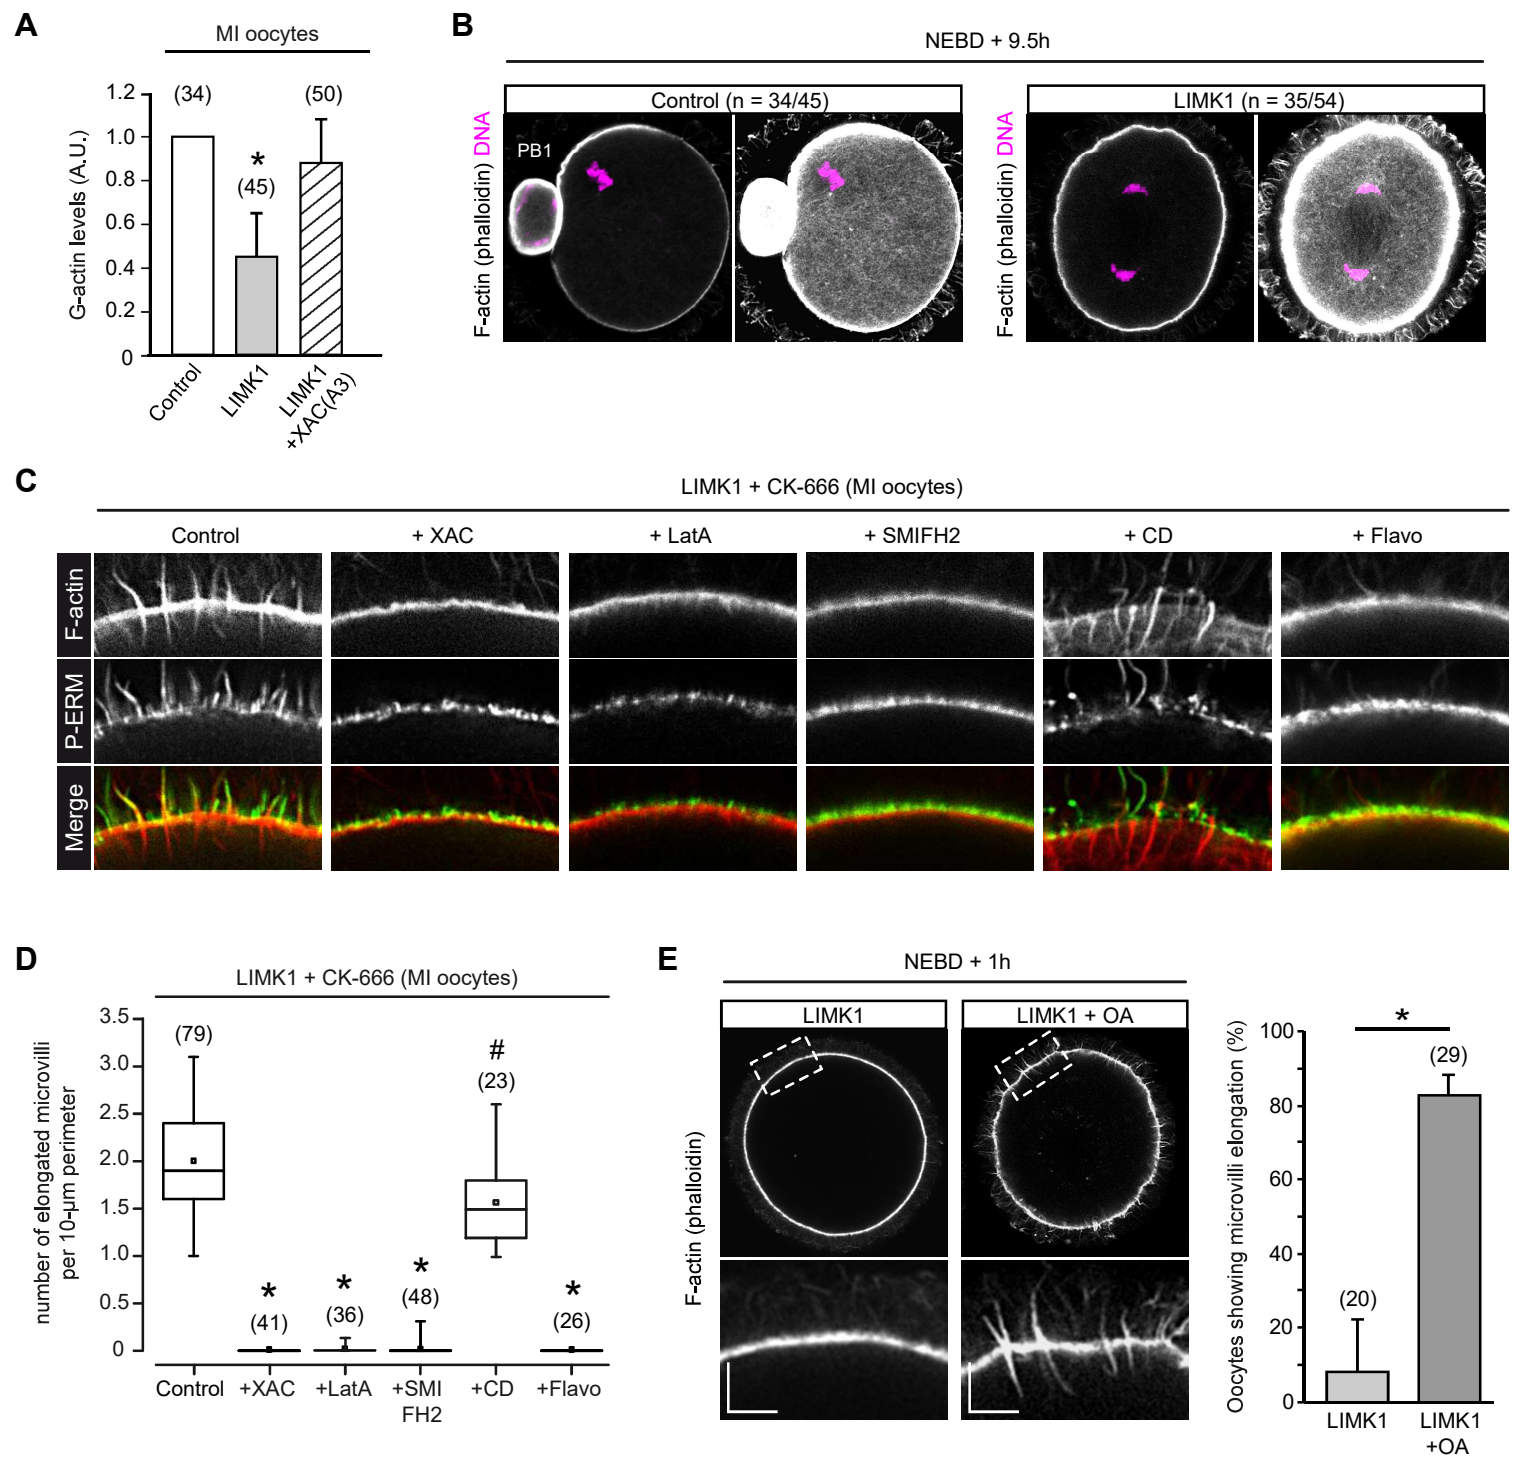 A
MI oocytes
G-actin levels (A.U.)
1.2
1.0
0.8
0.6
0.4
0.2
0
(34)
*
(45)
(50)
Control
LIMK1
LIMK1
+XAC(A3)
B
NEBD + 9.5h
Control (n = 34/45)
LIMK1 (n = 35/54)
F-actin (phalloidin) DNA
PB1
F-actin (phalloidin) DNA
C
LIMK1 + CK-666 (MI oocytes)
Control
+ XAC
+ LatA
+ SMIFH2
+ CD
+ Flavo
F-actin
P-ERM
Merge
D
LIMK1 + CK-666 (MI oocytes)
number of elongated microvilli
per 10-μm perimeter
3.5
3.0
2.5
2.0
1.5
1.0
0.5
0
(79)
*
(41)
*
(36)
*
(48)
#
(23)
*
(26)
Control
+XAC
+LatA
+SMI
FH2
+CD
+Flavo
E
NEBD + 1h
LIMK1
LIMK1 + OA
F-actin (phalloidin)
Oocytes showing microvilli elongation (%)
100
80
60
40
20
0
*
(20)
(29)
LIMK1
LIMK1
+OA